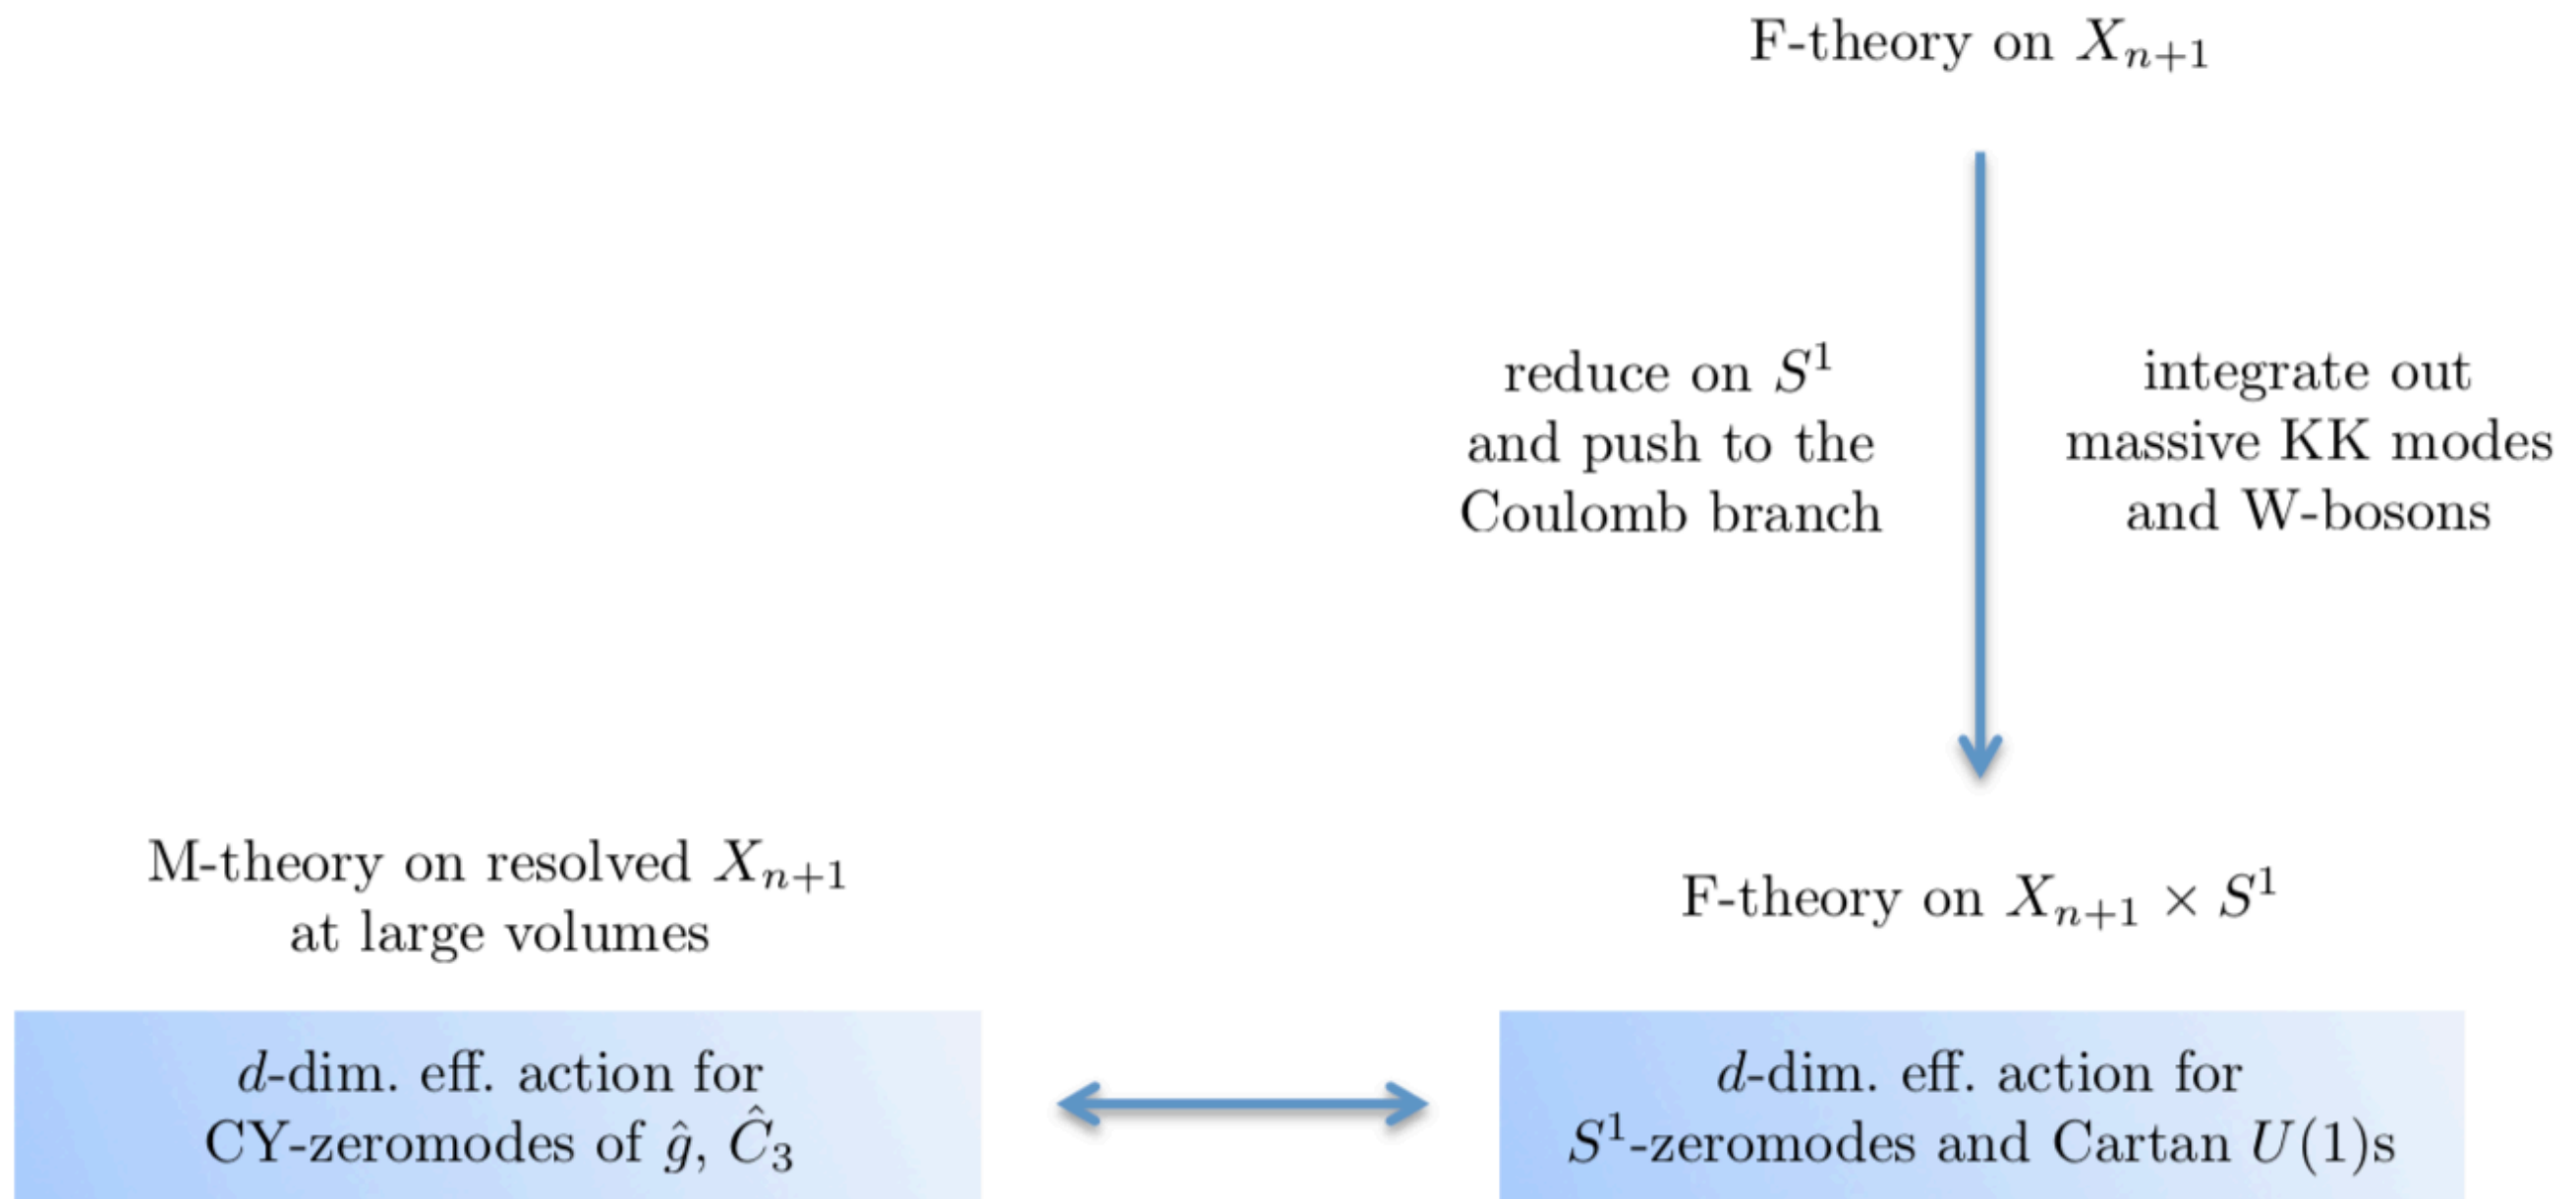 F-theory on $X_{n+1}$
reduce on $S^1$
and push to the
Coulomb branch
integrate out
massive KK modes
and W-bosons
M-theory on resolved $X_{n+1}$
at large volumes
F-theory on $X_{n+1} \times S^1$
$d$-dim. eff. action for
CY-zeromodes of $\hat{g}$, $\hat{C}_3$
$d$-dim. eff. action for
$S^1$-zeromodes and Cartan $U(1)$s